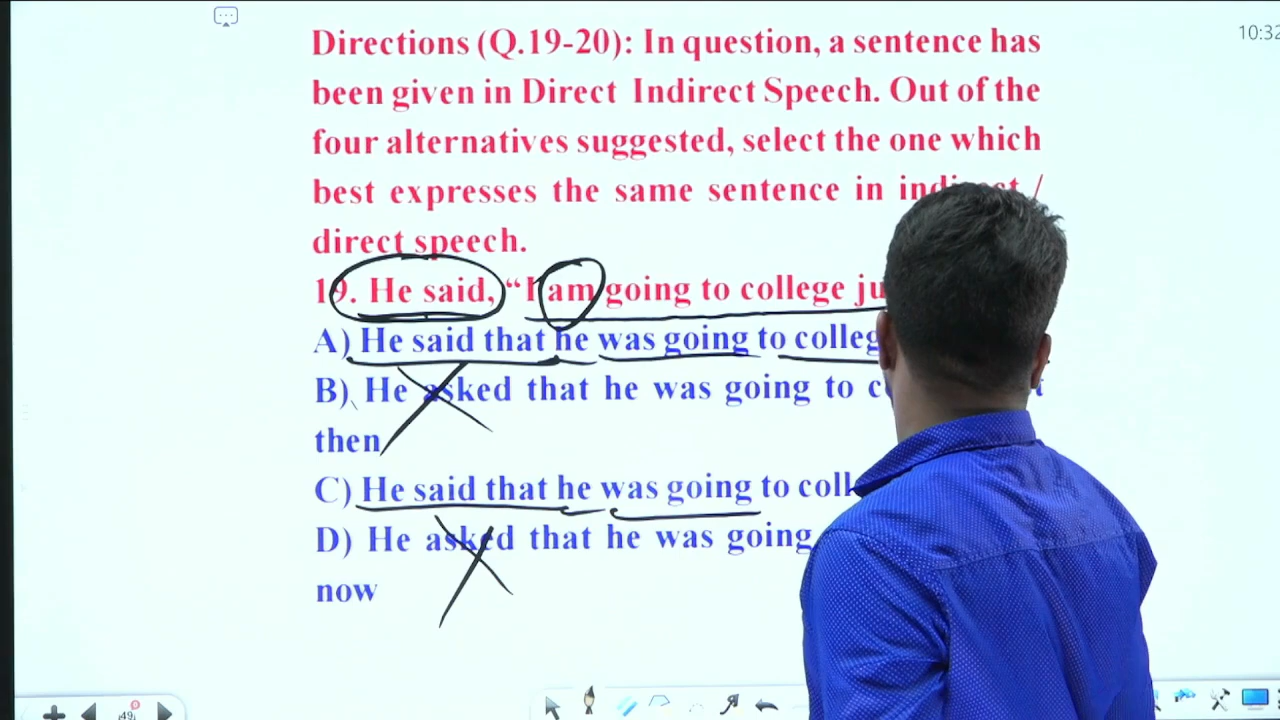 10:32
Directions (Q.19-20): In question, a sentence has
been given in Direct Indirect Speech. Out of the
four alternatives suggested, select the one which
best expresses the same sentence in indirect /
direct speech.
19. He said, “I am going to college
A) He said that he was going to
B) He asked that he was going to
then
C) He said that he was going to
D) He asked that he was going
now
49